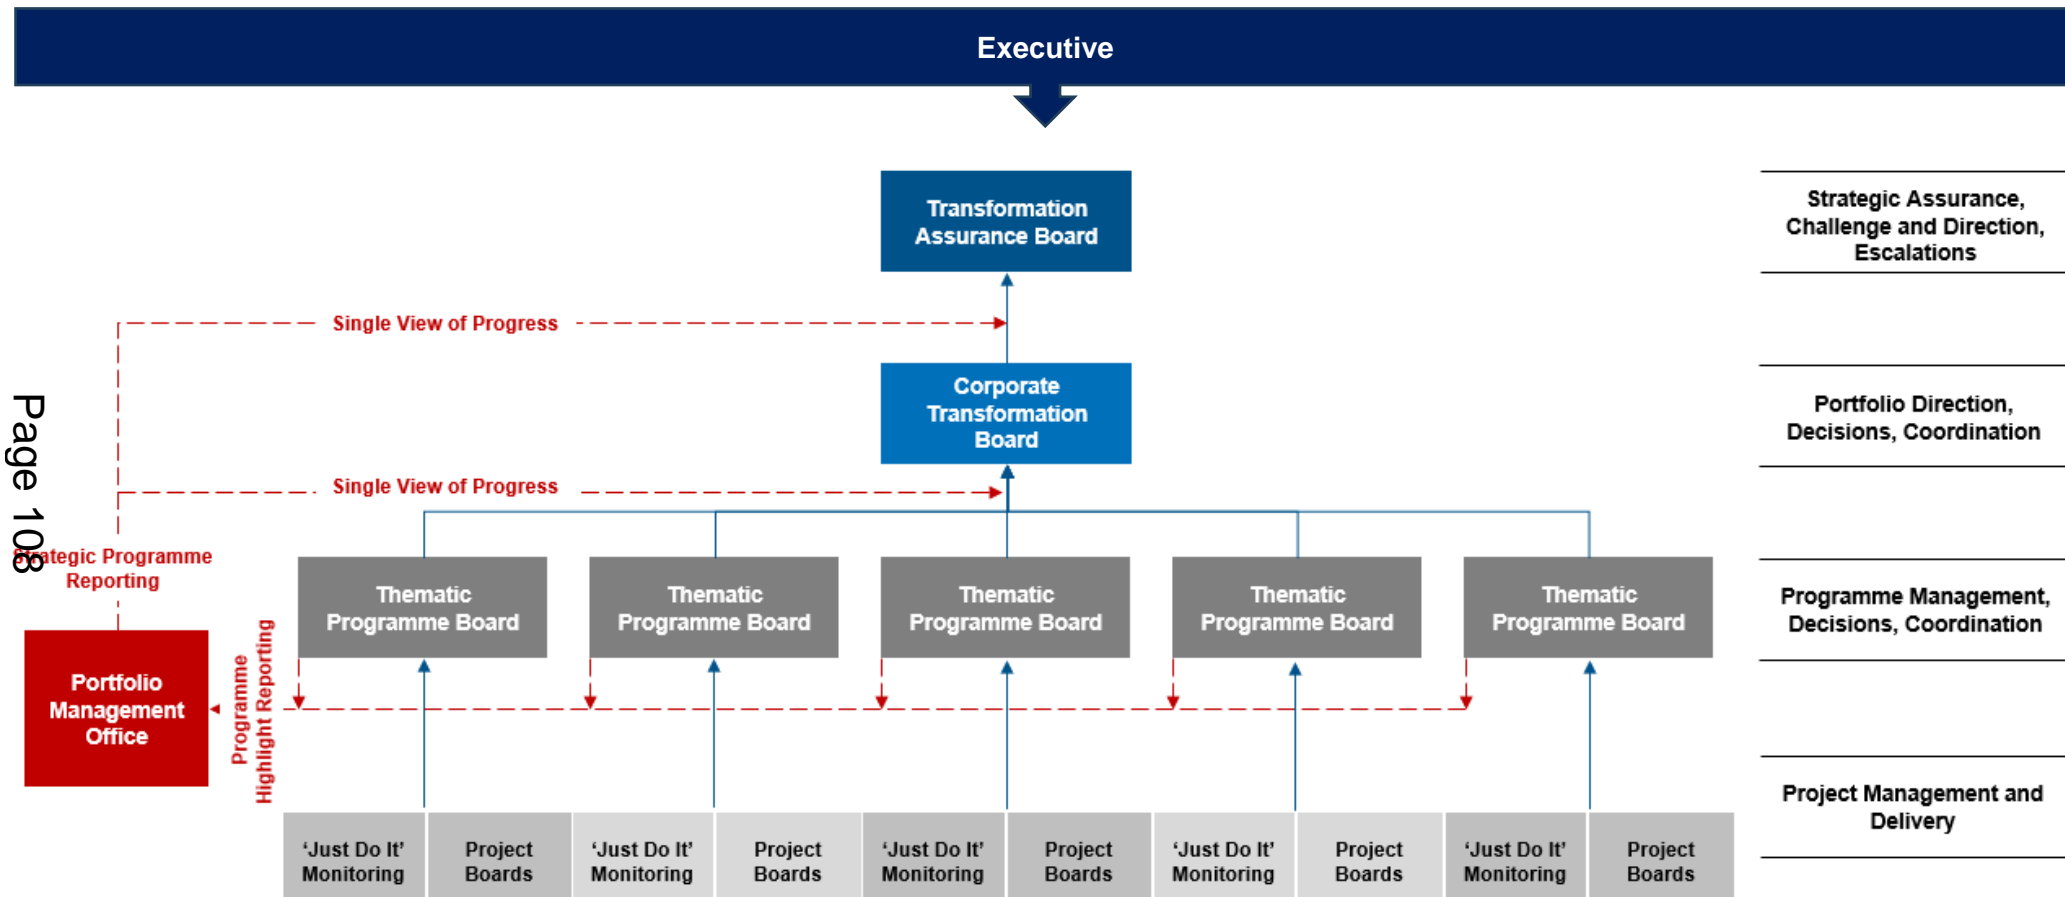 Executive
Transformation
Assurance Board
Strategic Assurance,
Challenge and Direction,
Escalations
Single View of Progress
Corporate
Transformation
Board
Portfolio Direction,
Decisions, Coordination
Page 108
Single View of Progress
Strategic Programme
Reporting
Thematic
Programme Board
Thematic
Programme Board
Thematic
Programme Board
Thematic
Programme Board
Thematic
Programme Board
Programme Management,
Decisions, Coordination
Portfolio
Management
Office
Programme
Highlight Reporting
Project Management and
Delivery
‘Just Do It’
Monitoring
Project
Boards
‘Just Do It’
Monitoring
Project
Boards
‘Just Do It’
Monitoring
Project
Boards
‘Just Do It’
Monitoring
Project
Boards
‘Just Do It’
Monitoring
Project
Boards